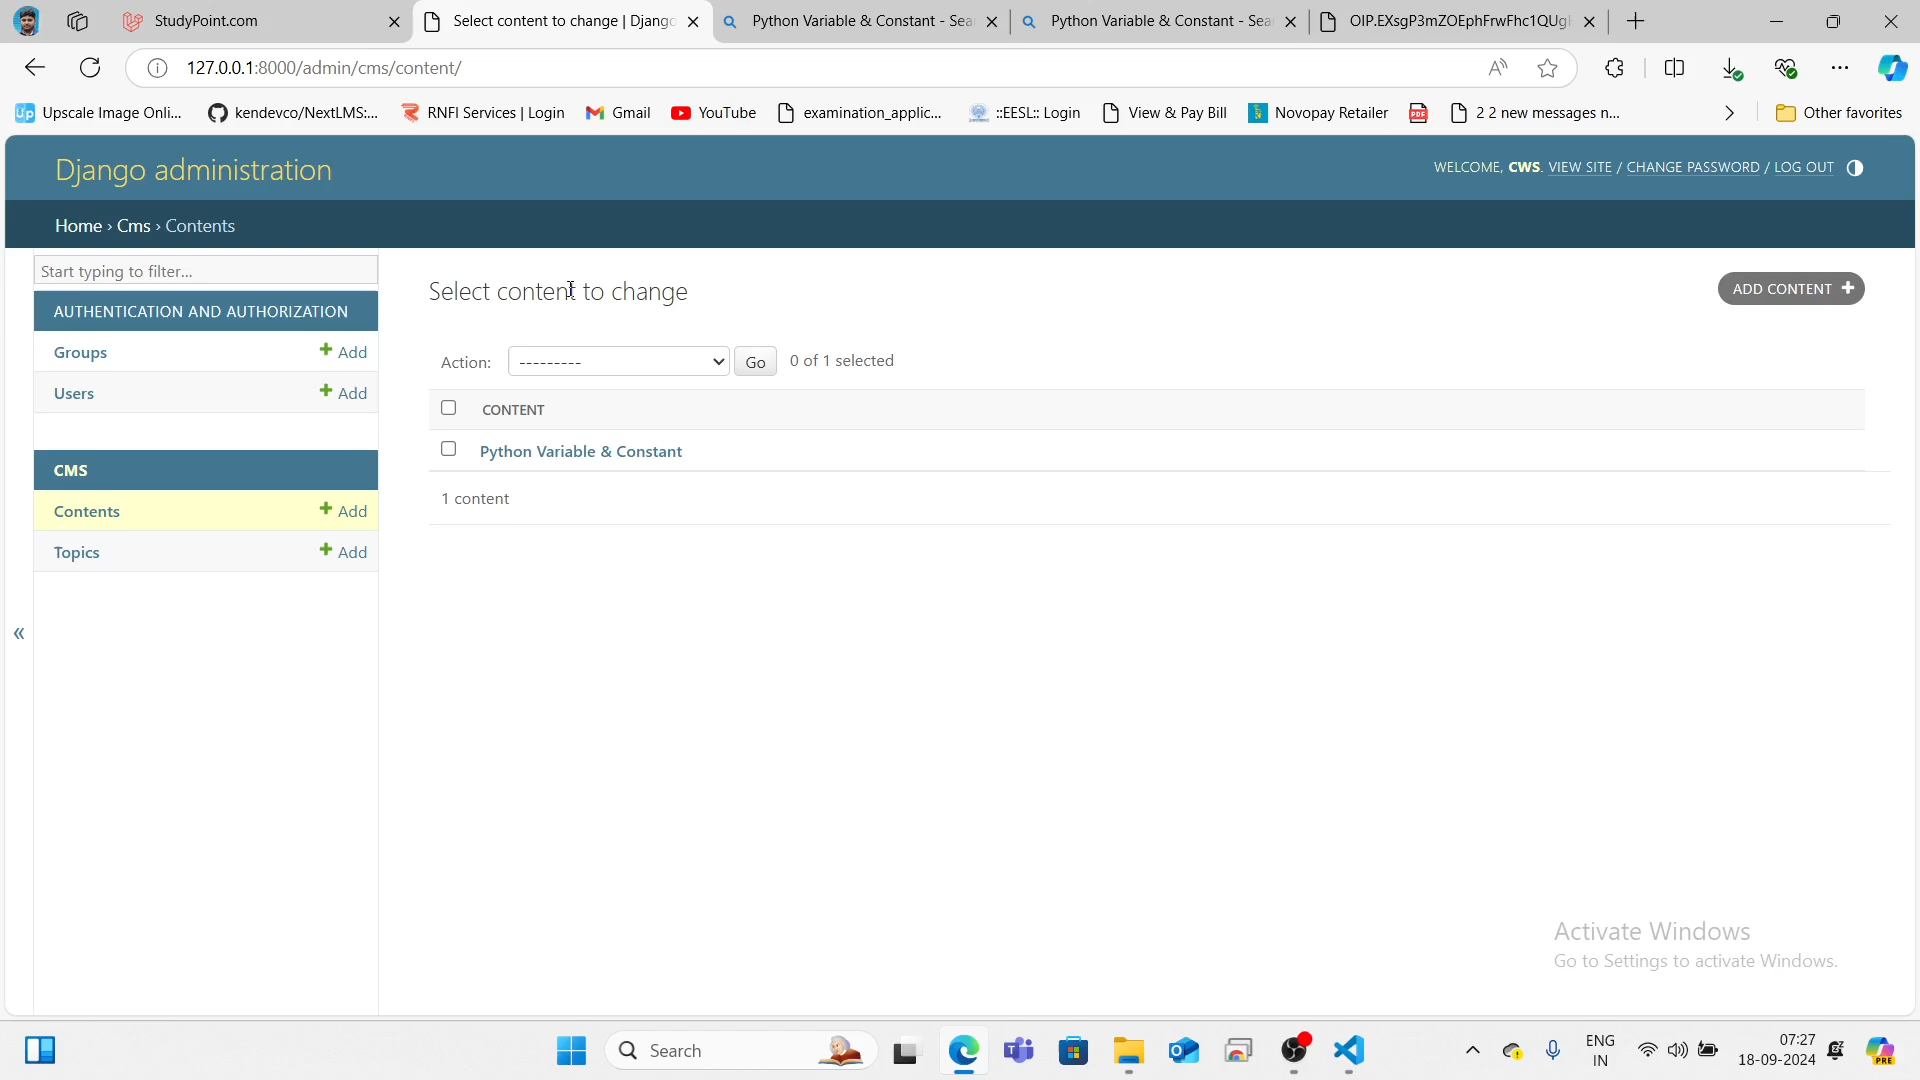 StudyPoint.com
Select content to change | Django
Python Variable & Constant - Sea
Python Variable & Constant - Sea
127.0.0.1:8000/admin/cms/content/
Upscale Image Onli...
kendevco/NextLMS:...
RNFI Services | Login
Gmail
YouTube
examination_applic...
::EESL:: Login
View & Pay Bill
Novopay Retailer
PDF
2 2 new messages n...
Other favorites
Django administration
WELCOME, CWS. VIEW SITE / CHANGE PASSWORD / LOG OUT
Home › Cms › Contents
Start typing to filter...
AUTHENTICATION AND AUTHORIZATION
Groups + Add
Users + Add
CMS
Contents + Add
Topics + Add
«
Select content to change
ADD CONTENT +
Action: --------- Go 0 of 1 selected
CONTENT
Python Variable & Constant
1 content
Activate Windows
Go to Settings to activate Windows.
Search
ENG
IN
07:27
18-09-2024
PRE